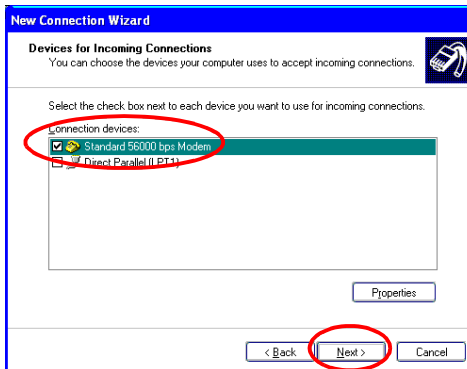 New Connection Wizard
Devices for Incoming Connections
You can choose the devices your computer uses to accept incoming connections.
Select the check box next to each device you want to use for incoming connections.
Connection devices:
Standard 56000 bps Modem
Direct Parallel (LPT1)
Properties
< Back
Next >
Cancel